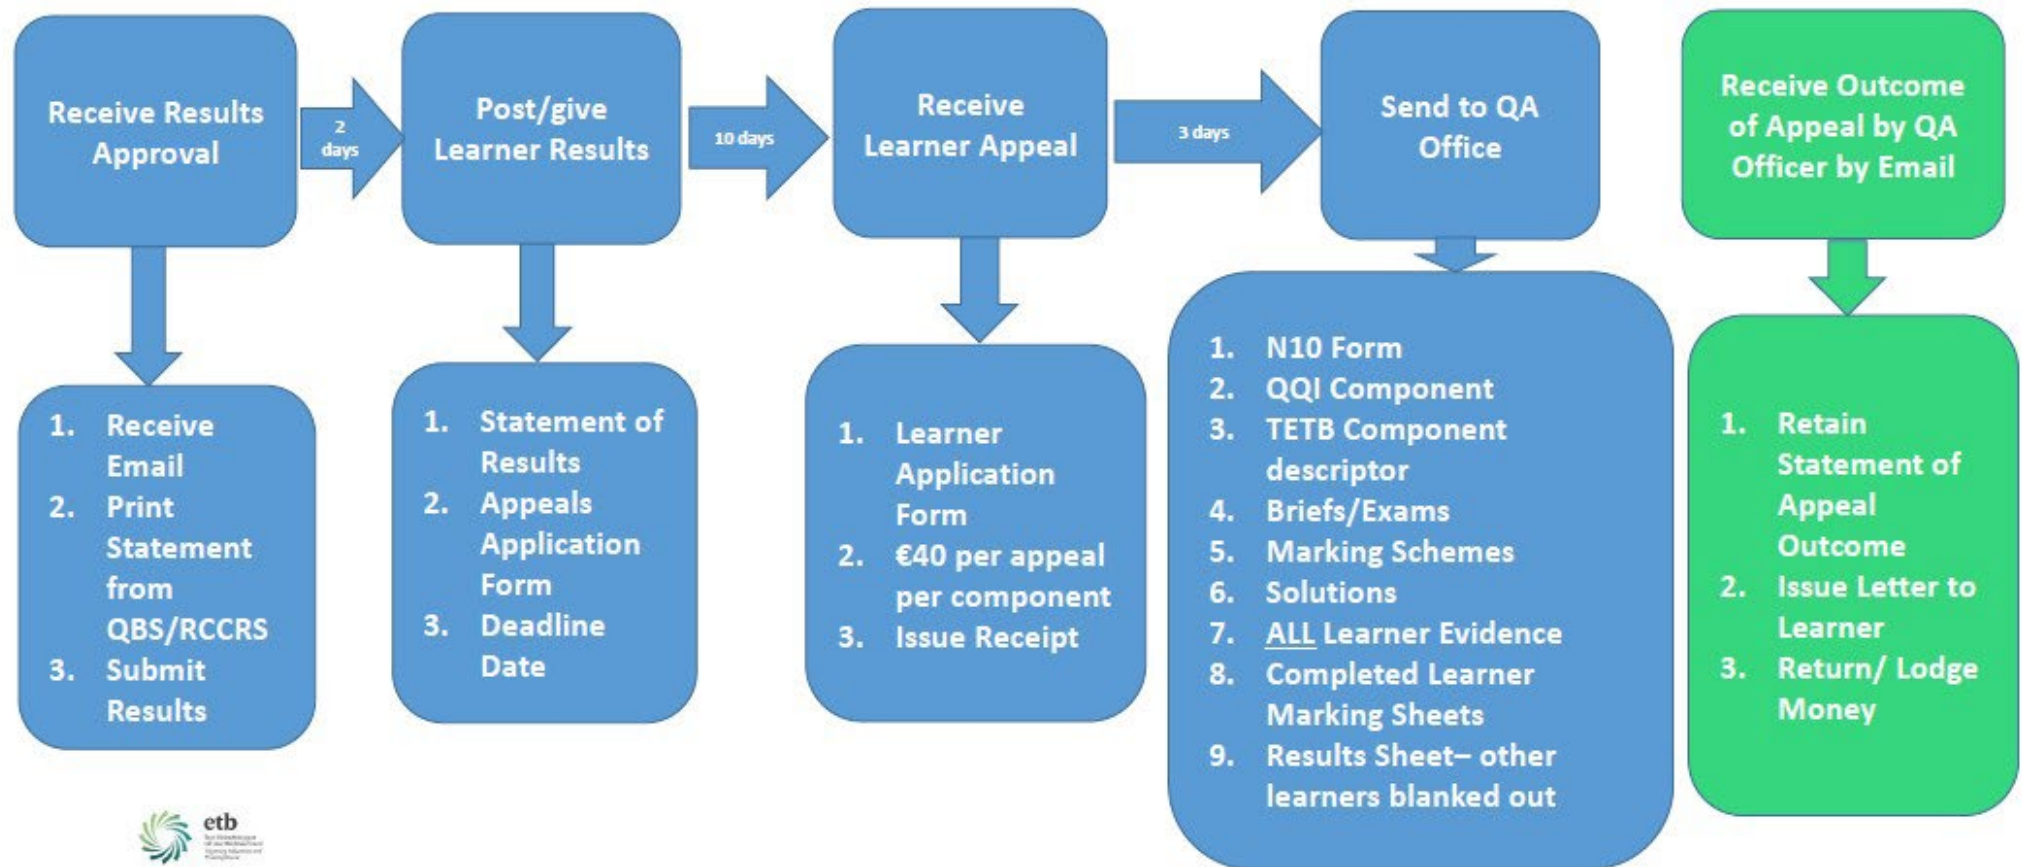 Receive Results
Approval
2
days
Post/give
Learner Results
10 days
Receive
Learner Appeal
3 days
Send to QA
Office
Receive Outcome
of Appeal by QA
Officer by Email
1. Receive
Email
2. Print
Statement
from
QBS/RCCRS
3. Submit
Results
1. Statement of
Results
2. Appeals
Application
Form
3. Deadline
Date
1. Learner
Application
Form
2. €40 per appeal
per component
3. Issue Receipt
1. N10 Form
2. QQI Component
3. TETB Component
descriptor
4. Briefs/Exams
5. Marking Schemes
6. Solutions
7. ALL Learner Evidence
8. Completed Learner
Marking Sheets
9. Results Sheet– other
learners blanked out
1. Retain
Statement of
Appeal
Outcome
2. Issue Letter to
Learner
3. Return/ Lodge
Money
etb